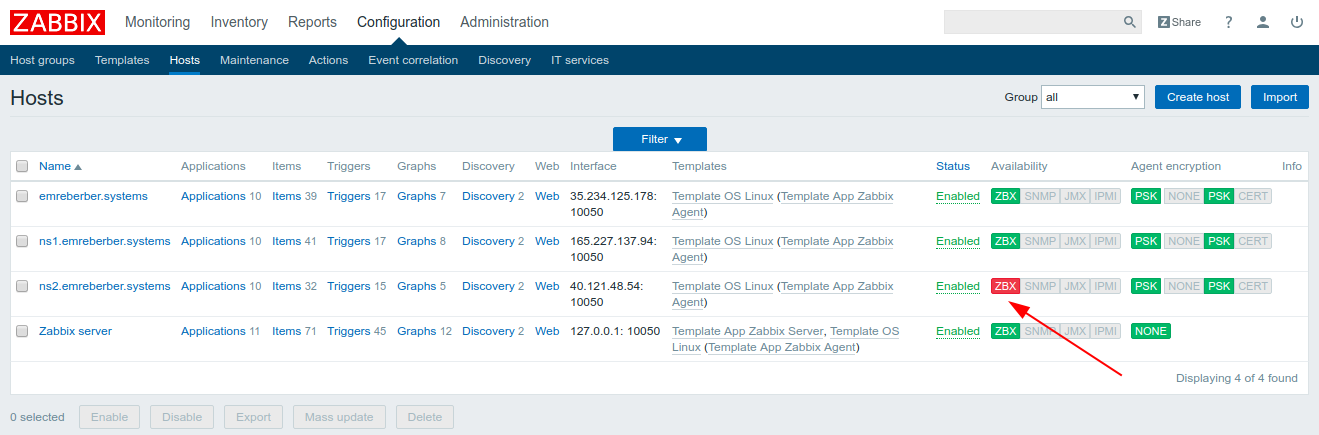 ZABBIX Monitoring Inventory Reports Configuration Administration Z Share ?
Host groups Templates Hosts Maintenance Actions Event correlation Discovery IT services
Hosts Group all Create host Import
Filter
Name Applications Items Triggers Graphs Discovery Web Interface Templates Status Availability Agent encryption Info
emreberber.systems Applications 10 Items 39 Triggers 17 Graphs 7 Discovery 2 Web 35.234.125.178: Template OS Linux (Template App Zabbix Enabled ZBX SNMP JMX IPMI PSK NONE PSK CERT
10050 Agent)
ns1.emreberber.systems Applications 10 Items 41 Triggers 17 Graphs 8 Discovery 2 Web 165.227.137.94: Template OS Linux (Template App Zabbix Enabled ZBX SNMP JMX IPMI PSK NONE PSK CERT
10050 Agent)
ns2.emreberber.systems Applications 10 Items 32 Triggers 15 Graphs 5 Discovery 2 Web 40.121.48.54: Template OS Linux (Template App Zabbix Enabled ZBX SNMP JMX IPMI PSK NONE PSK CERT
10050 Agent)
Zabbix server Applications 11 Items 71 Triggers 45 Graphs 12 Discovery 2 Web 127.0.0.1: 10050 Template App Zabbix Server, Template OS Enabled ZBX SNMP JMX IPMI NONE
Linux (Template App Zabbix Agent)
Displaying 4 of 4 found
0 selected Enable Disable Export Mass update Delete